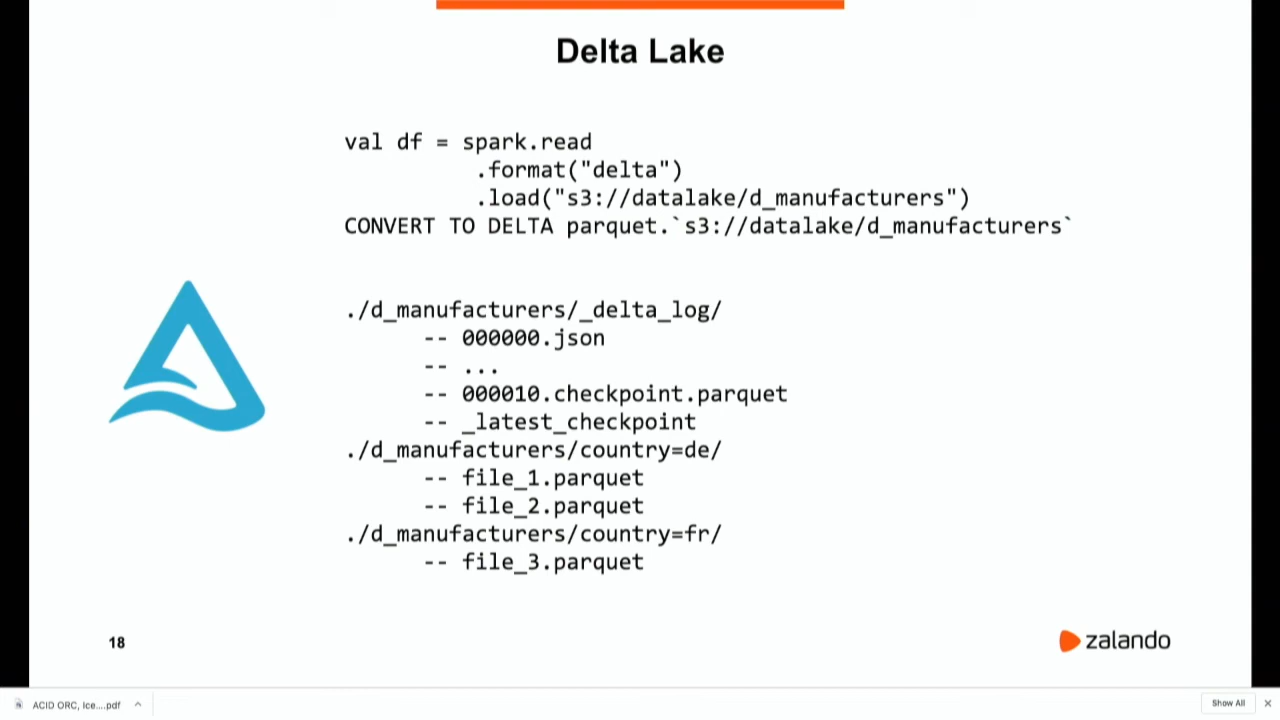 Delta Lake
val df = spark.read
.format("delta")
.load("s3://datalake/d_manufacturers")
CONVERT TO DELTA parquet.`s3://datalake/d_manufacturers`
./d_manufacturers/_delta_log/
-- 000000.json
-- ...
-- 000010.checkpoint.parquet
-- _latest_checkpoint
./d_manufacturers/country=de/
-- file_1.parquet
-- file_2.parquet
./d_manufacturers/country=fr/
-- file_3.parquet
18
zalando
ACID ORC, Ice....pdf
Show All